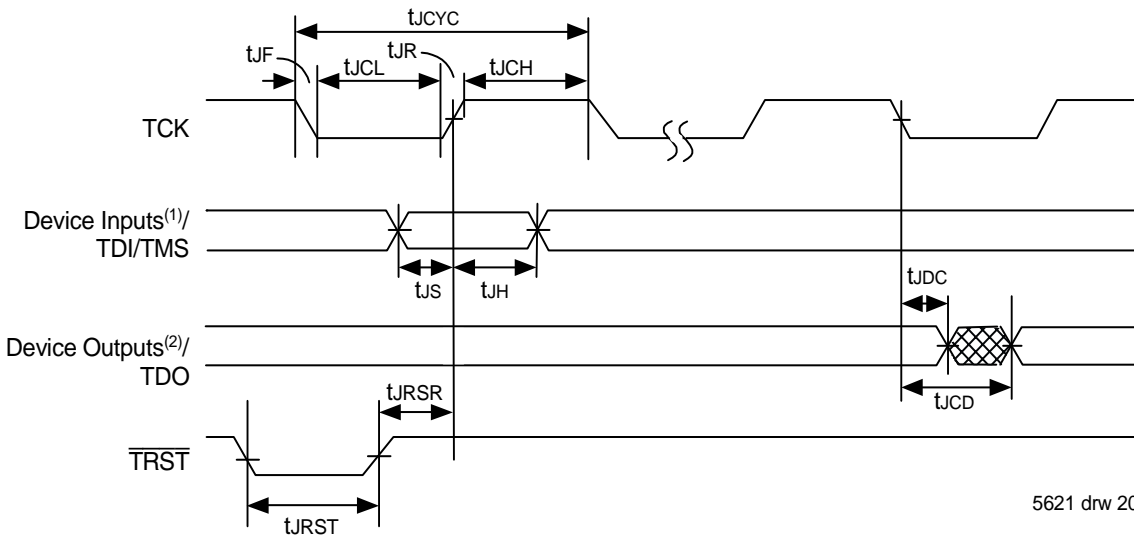 tJCYC
tJF
tJCL
tJR
tJCH
TCK
Device Inputs(1)/
TDI/TMS
tJS
tJH
tJDC
Device Outputs(2)/
TDO
tJRSR
tJCD
TRST
tJRST
5621 drw 20